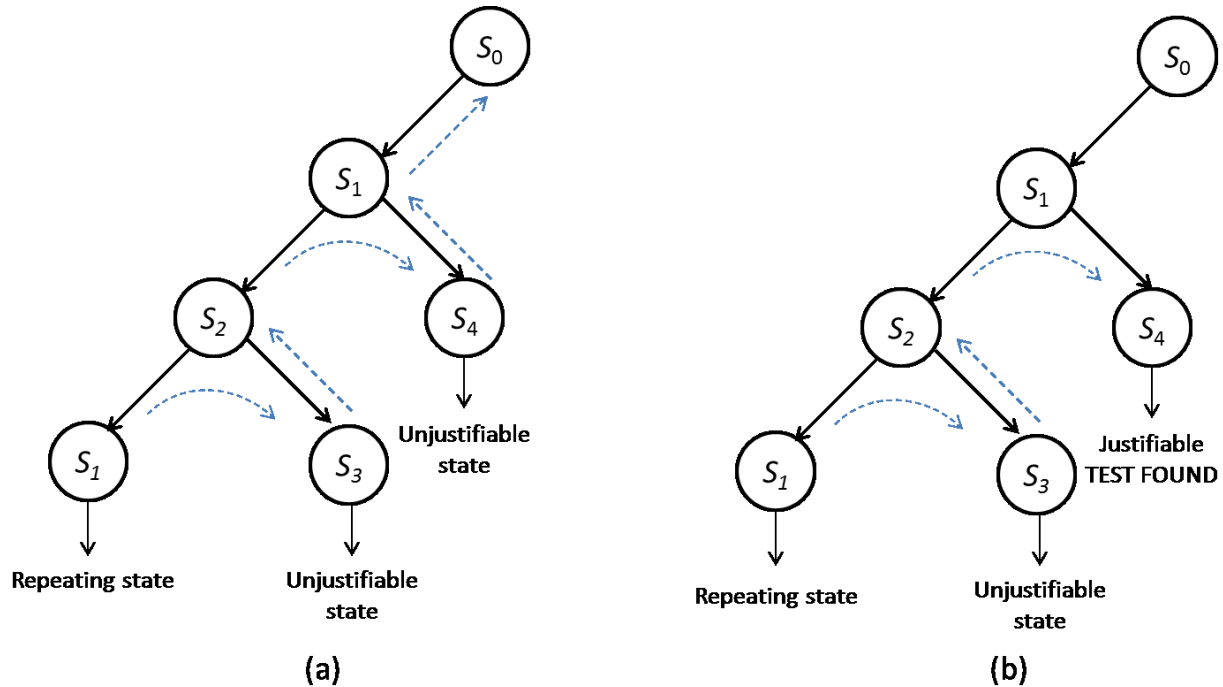 S0
S1
S2
S4
Unjustifiable
state
S1
S3
Repeating state
Unjustifiable
state
(a)
S0
S1
S2
S4
Justifiable
TEST FOUND
S1
S3
Repeating state
Unjustifiable
state
(b)